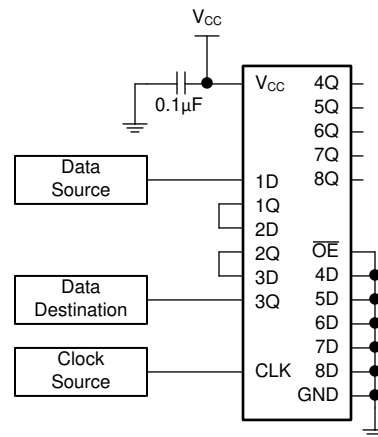 VCC
0.1µF
Data
Source
Data
Destination
Clock
Source
VCC
1D
1Q
2D
2Q
3D
3Q
CLK
4Q
5Q
6Q
7Q
8Q
OE
4D
5D
6D
7D
8D
GND